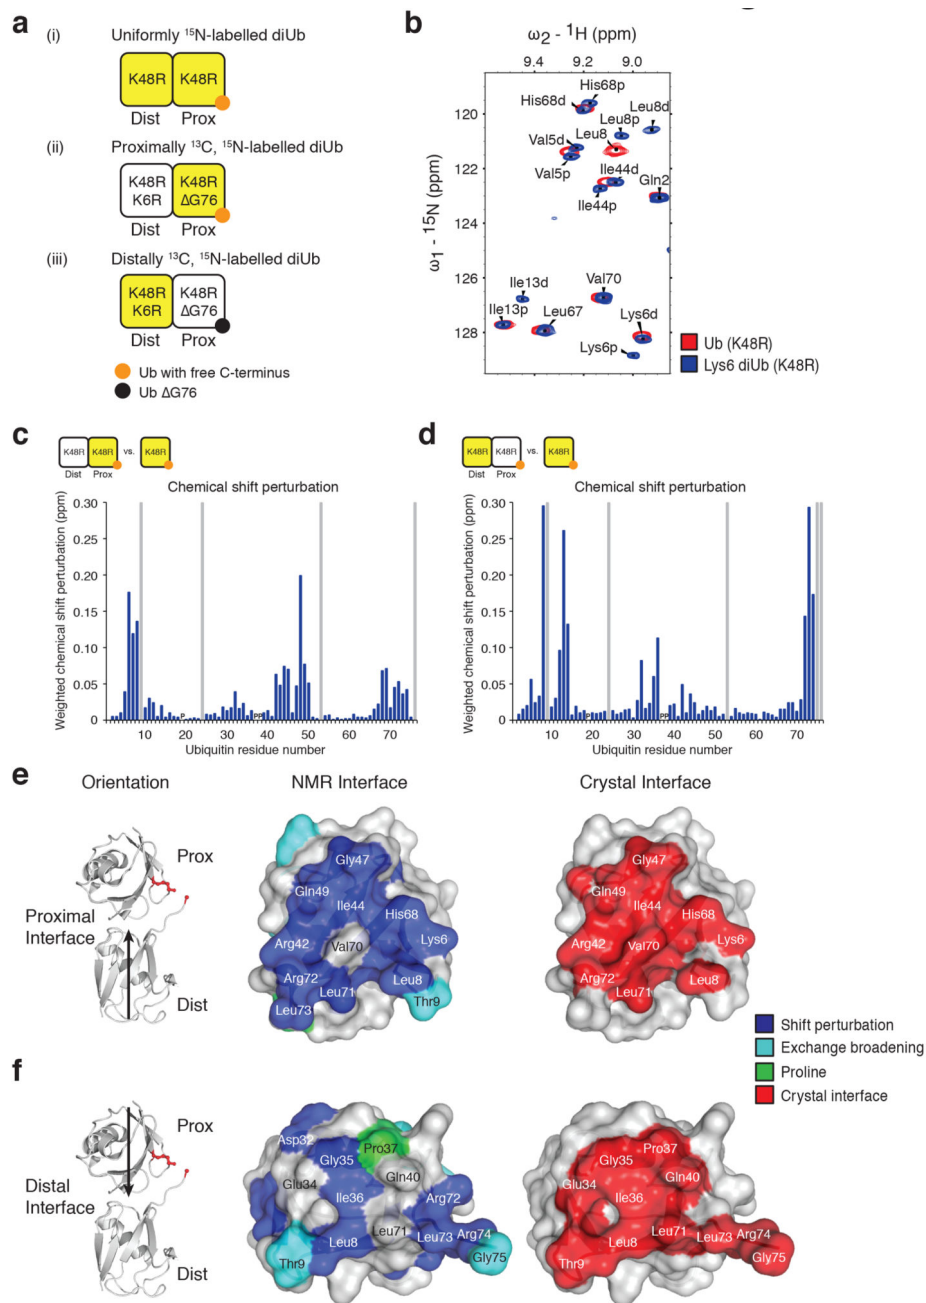 a
(i) Uniformly ¹⁵N-labelled diUb
K48R K48R
Dist Prox
(ii) Proximally ¹³C, ¹⁵N-labelled diUb
K48R K48R
K6R ΔG76
Dist Prox
(iii) Distally ¹³C, ¹⁵N-labelled diUb
K48R K48R
K6R ΔG76
Dist Prox
Ub with free C-terminus
Ub ΔG76
b
ω₂ - ¹H (ppm)
9.4 9.2 9.0
ω₁ - ¹⁵N (ppm)
120
122
124
126
128
His68p
His68d
Leu8d
Leu8p
Leu8
Val5d
Val5p
Ile44d
Gln2
Ile44p
Ile13d
Val70
Ile13p
Leu67
Lys6d
Lys6p
Ub (K48R)
Lys6 diUb (K48R)
c
K48R K48R vs. K48R
Dist Prox
Chemical shift perturbation
Weighted chemical shift perturbation (ppm)
0.30
0.25
0.20
0.15
0.10
0.05
0
P PP
10 20 30 40 50 60 70
Ubiquitin residue number
d
K48R K48R vs. K48R
Dist Prox
Chemical shift perturbation
Weighted chemical shift perturbation (ppm)
0.30
0.25
0.20
0.15
0.10
0.05
0
P PP
10 20 30 40 50 60 70
Ubiquitin residue number
e
Orientation NMR Interface Crystal Interface
Prox
Proximal
Interface
Dist
Gly47
Gln49
Ile44
His68
Arg42
Val70
Lys6
Arg72
Leu8
Leu71
Leu73
Thr9
Gly47
Gln49
Ile44
His68
Arg42
Val70
Lys6
Arg72
Leu8
Leu71
Shift perturbation
Exchange broadening
Proline
Crystal interface
f
Prox
Distal
Interface
Dist
Asp32
Gly35
Pro37
Glu34
Gln40
Ile36
Arg72
Leu8
Leu71
Leu73
Arg74
Thr9
Gly75
Pro37
Gly35
Glu34
Gln40
Ile36
Leu71
Leu73
Leu8
Arg74
Thr9
Gly75